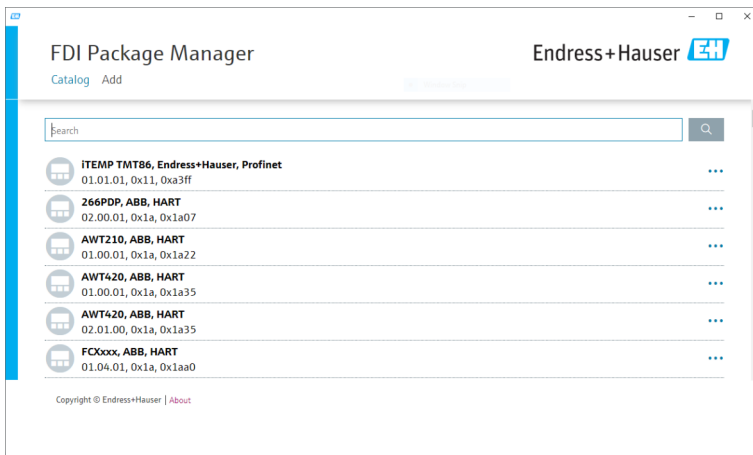 EH
FDI Package Manager
Endress+Hauser EH
Catalog Add
Search
iTEMP TMT86, Endress+Hauser, Profinet
01.01.01, 0x11, 0xa3ff
266PDP, ABB, HART
02.00.01, 0x1a, 0x1a07
AWT210, ABB, HART
01.00.01, 0x1a, 0x1a22
AWT420, ABB, HART
01.00.01, 0x1a, 0x1a35
AWT420, ABB, HART
02.01.00, 0x1a, 0x1a35
FCXxxx, ABB, HART
01.04.01, 0x1a, 0x1aa0
Copyright © Endress+Hauser | About